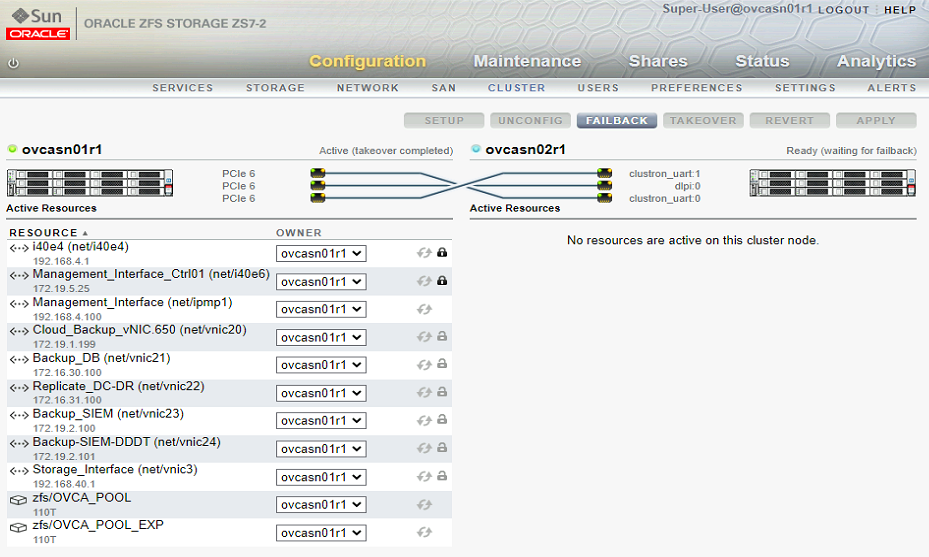 Sun
ORACLE
ORACLE ZFS STORAGE ZS7-2
Super-User@ovcasn01r1 LOGOUT HELP
Configuration Maintenance Shares Status Analytics
SERVICES STORAGE NETWORK SAN CLUSTER USERS PREFERENCES SETTINGS ALERTS
SETUP UNCONFIG FAILBACK TAKEOVER REVERT APPLY
ovcasn01r1 Active (takeover completed)
ovcasn02r1 Ready (waiting for failback)
PCIe 6 clustron_uart:1
PCIe 6 dlpi:0
PCIe 6 clustron_uart:0
Active Resources
Active Resources
RESOURCE ▲ OWNER
No resources are active on this cluster node.
i40e4 (net/i40e4) ovcasn01r1
192.168.4.1
Management_Interface_Ctrl01 (net/i40e6) ovcasn01r1
172.19.5.25
Management_Interface (net/ipmp1) ovcasn01r1
192.168.4.100
Cloud_Backup_vNIC.650 (net/vnic20) ovcasn01r1
172.19.1.199
Backup_DB (net/vnic21) ovcasn01r1
172.16.30.100
Replicate_DC-DR (net/vnic22) ovcasn01r1
172.16.31.100
Backup_SIEM (net/vnic23) ovcasn01r1
172.19.2.100
Backup-SIEM-DDDT (net/vnic24) ovcasn01r1
172.19.2.101
Storage_Interface (net/vnic3) ovcasn01r1
192.168.40.1
zfs/OVCA_POOL ovcasn01r1
110T
zfs/OVCA_POOL_EXP ovcasn01r1
110T